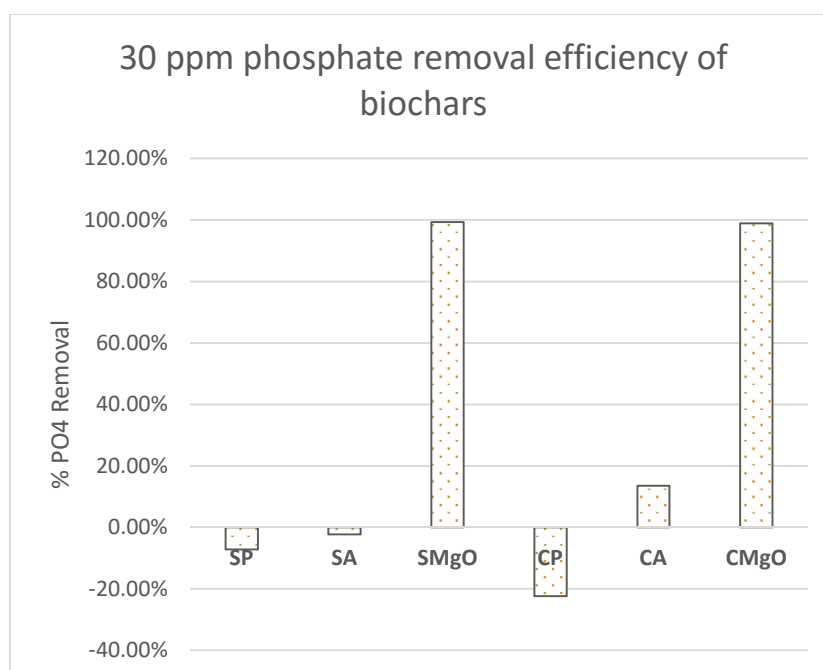 30 ppm phosphate removal efficiency of
biochars
120.00%
100.00%
80.00%
60.00%
40.00%
20.00%
0.00%
-20.00%
-40.00%
% PO4 Removal
SP SA SMgO CP CA CMgO